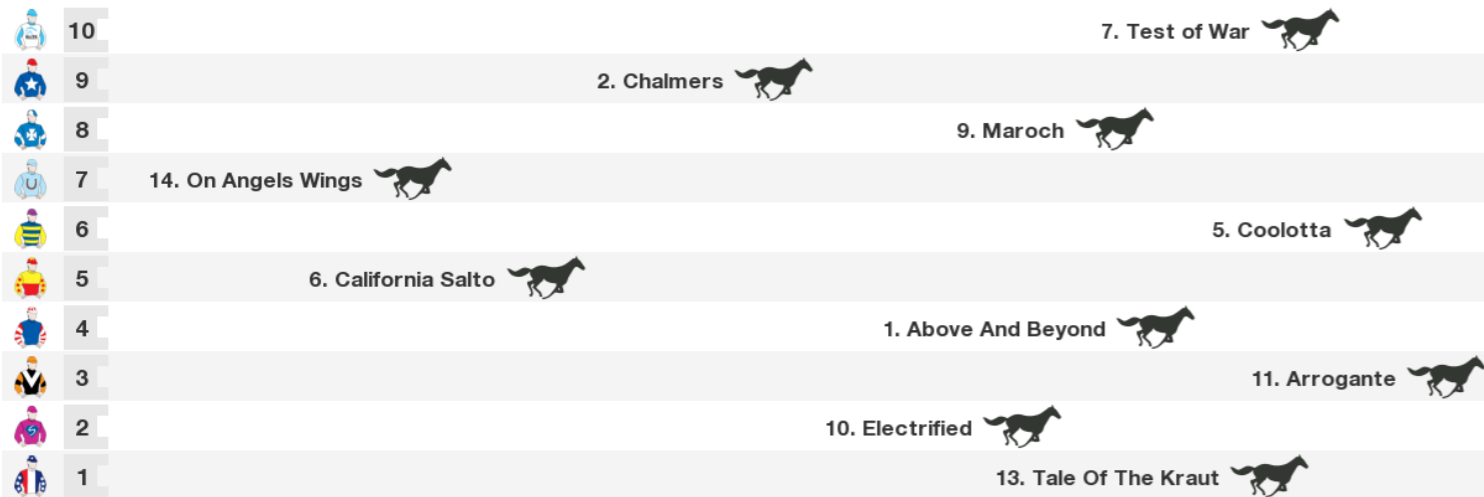 10 7. Test of War
9 2. Chalmers
8 9. Maroch
7 14. On Angels Wings
6 5. Coolotta
5 6. California Salto
4 1. Above And Beyond
3 11. Arrogante
2 10. Electrified
1 13. Tale Of The Kraut